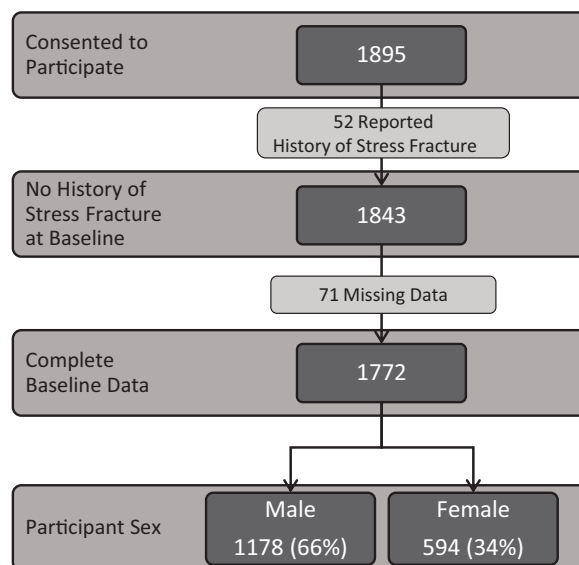 Consented to
Participate
1895
52 Reported
History of Stress Fracture
No History of
Stress Fracture
at Baseline
1843
71 Missing Data
Complete
Baseline Data
1772
Participant Sex
Male
1178 (66%)
Female
594 (34%)